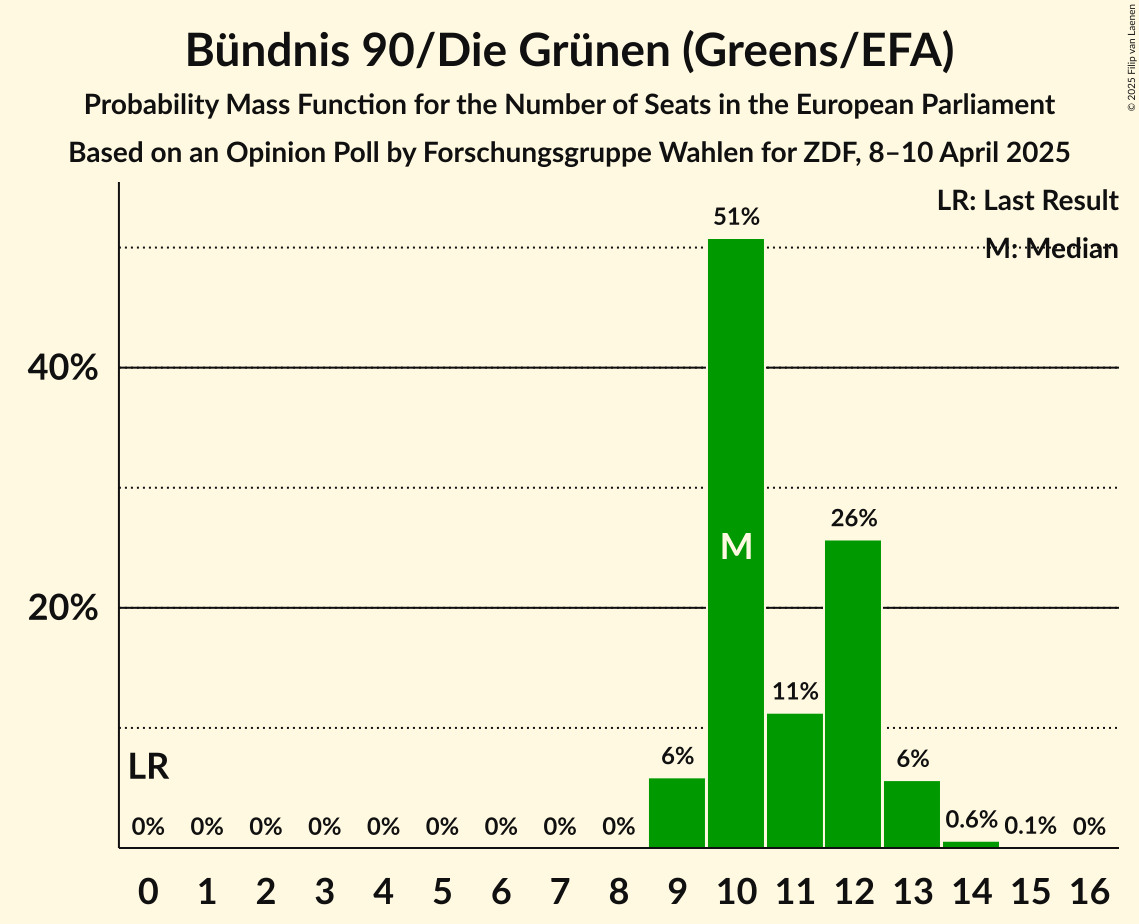 Bündnis 90/Die Grünen (Greens/EFA)
Probability Mass Function for the Number of Seats in the European Parliament
Based on an Opinion Poll by Forschungsgruppe Wahlen for ZDF, 8–10 April 2025
© 2025 Filip van Laenen
LR: Last Result
M: Median
51%
40%
26%
M
20%
11%
LR
6%
6%
0% 0% 0% 0% 0% 0% 0% 0% 0% 0.6% 0.1% 0%
0 1 2 3 4 5 6 7 8 9 10 11 12 13 14 15 16